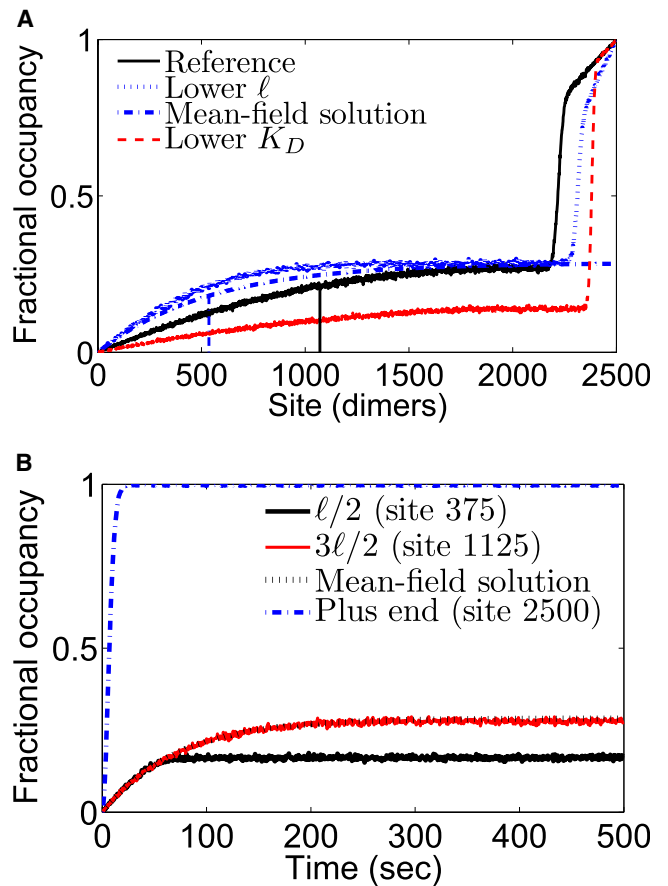 A
Fractional occupancy
1
0.5
0
Reference
Lower ℓ
Mean-field solution
Lower K_D
0 500 1000 1500 2000 2500
Site (dimers)
B
Fractional occupancy
1
0.5
0
ℓ/2 (site 375)
3ℓ/2 (site 1125)
Mean-field solution
Plus end (site 2500)
0 100 200 300 400 500
Time (sec)